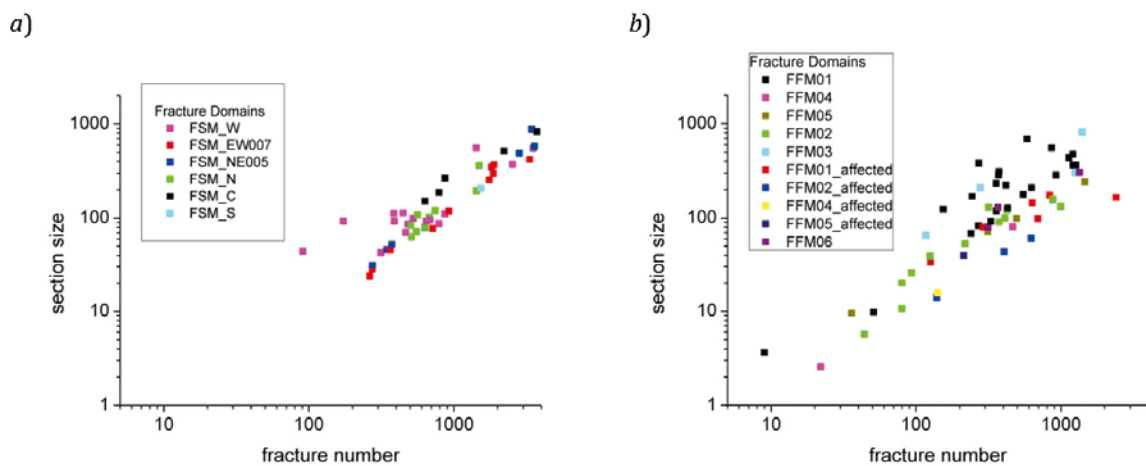 a)
Fracture Domains
FSM_W
FSM_EW007
FSM_NE005
FSM_N
FSM_C
FSM_S
section size
1000
100
10
1
10
100
1000
fracture number
b)
Fracture Domains
FFM01
FFM04
FFM05
FFM02
FFM03
FFM01_affected
FFM02_affected
FFM04_affected
FFM05_affected
FFM06
section size
1000
100
10
1
10
100
1000
fracture number